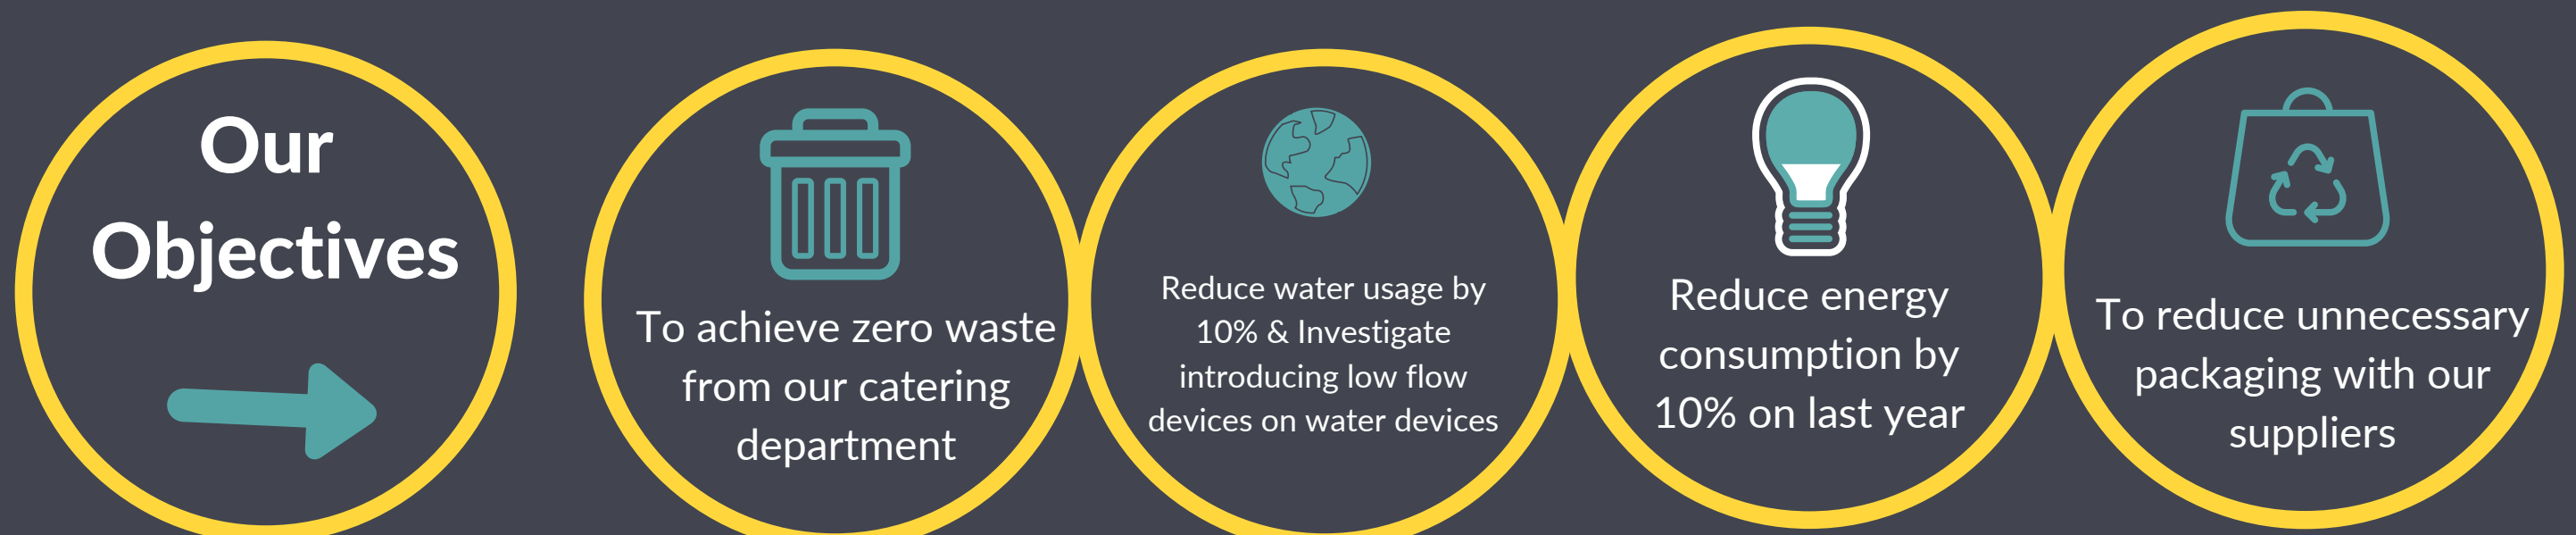 Our
Objectives
To achieve zero waste
from our catering
department
Reduce water usage by
10% & Investigate
introducing low flow
devices on water devices
Reduce energy
consumption by
10% on last year
To reduce unnecessary
packaging with our
suppliers